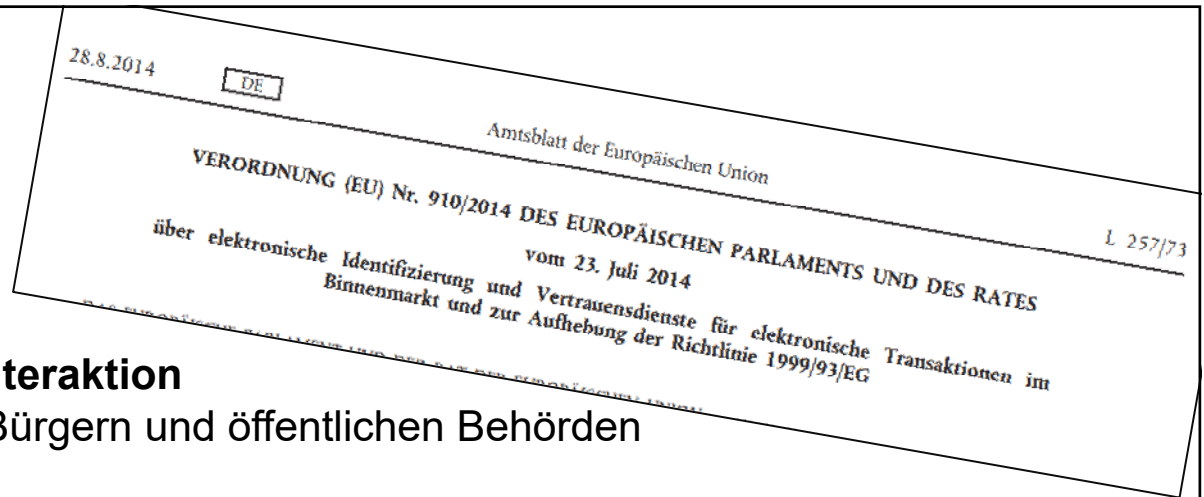 28.8.2014 DE Amtsblatt der Europäischen Union L 257/73
VERORDNUNG (EU) Nr. 910/2014 DES EUROPÄISCHEN PARLAMENTS UND DES RATES
vom 23. Juli 2014
über elektronische Identifizierung und Vertrauensdienste für elektronische Transaktionen im
Binnenmarkt und zur Aufhebung der Richtlinie 1999/93/EG
teraktion
Bürgern und öffentlichen Behörden